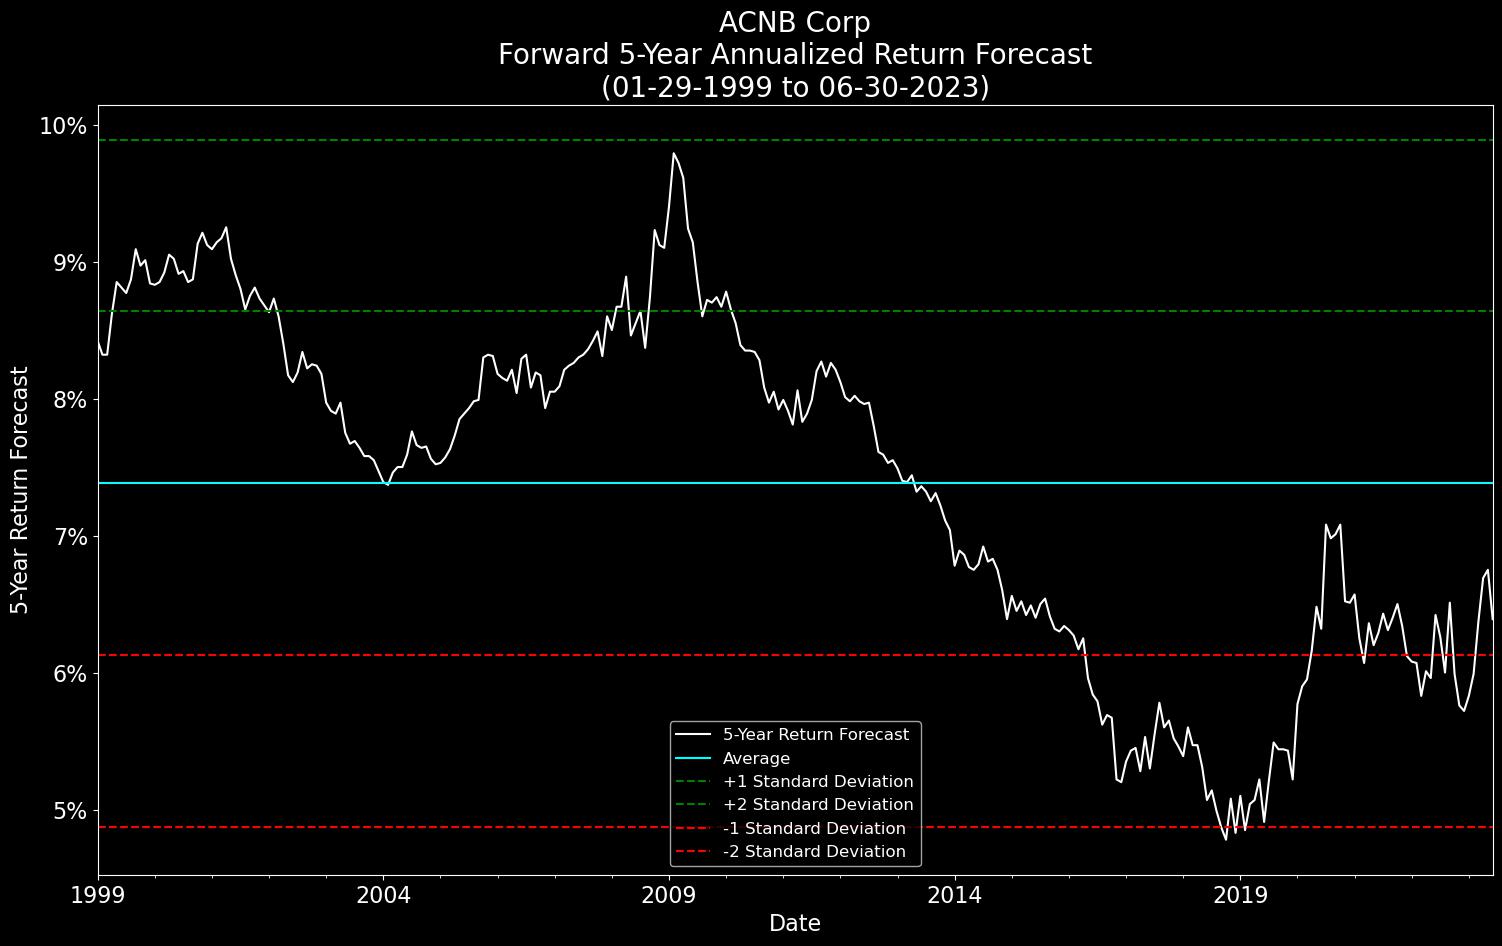 ACNB Corp
Forward 5-Year Annualized Return Forecast
(01-29-1999 to 06-30-2023)
10%
9%
8%
7%
6%
5%
5-Year Return Forecast
5-Year Return Forecast
Average
+1 Standard Deviation
+2 Standard Deviation
-1 Standard Deviation
-2 Standard Deviation
1999
2004
2009
2014
2019
Date